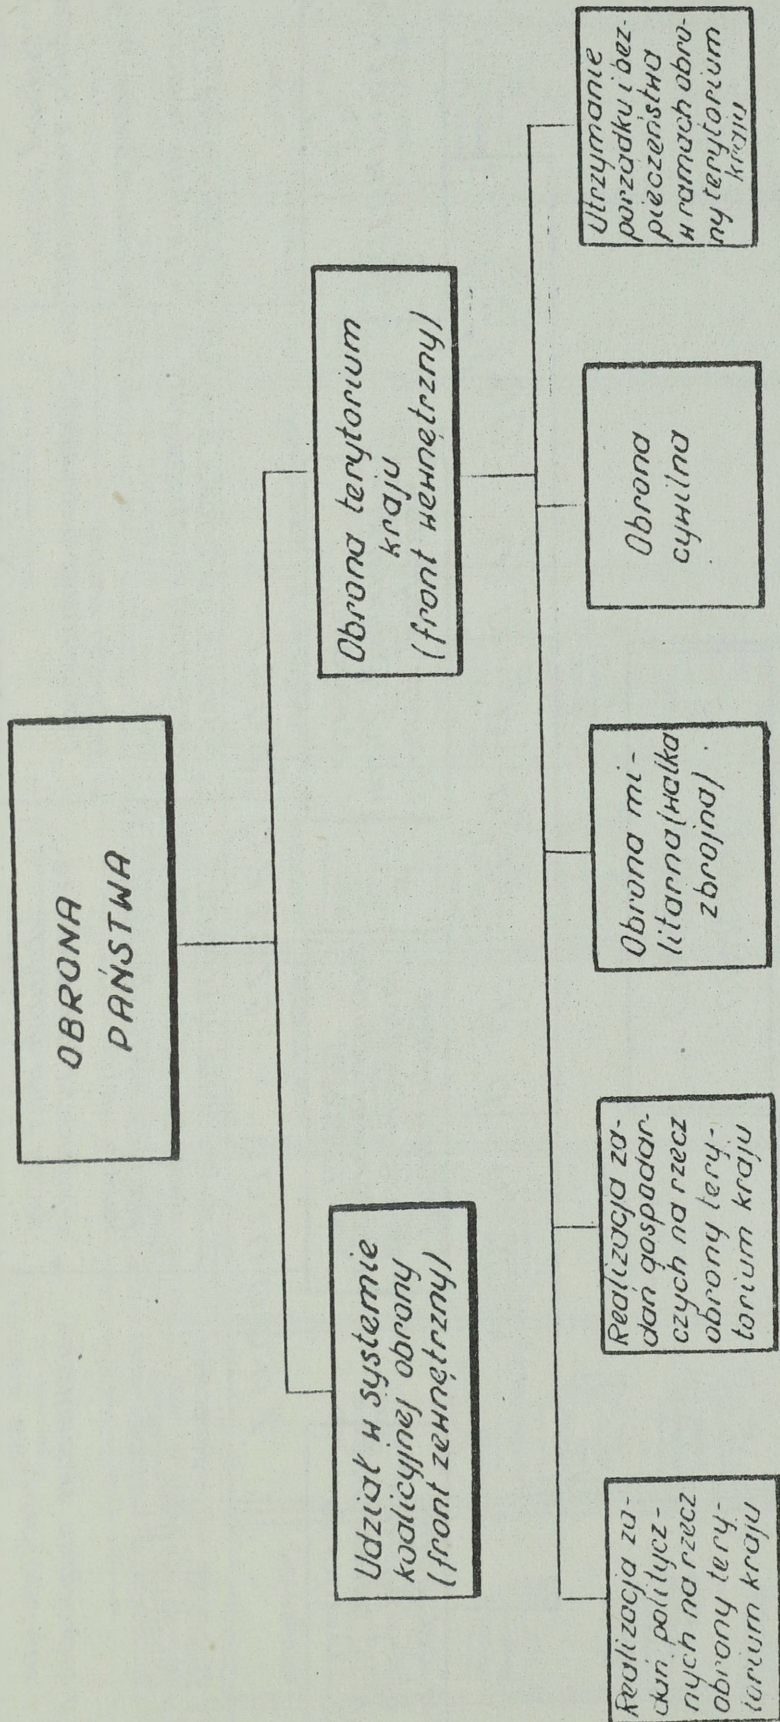 OBRONA
PAŃSTWA
Udział w systemie
koalicyjnej obrony
(front zewnętrzny)
Obrona terytorium
kraju
(front wewnętrzny)
Realizacja za-
dań politycz-
nych na rzecz
obrony tery-
torium kraju
Realizacja za-
dań gospodar-
czych na rzecz
obrony tery-
torium kraju
Obrona mi-
litarna (walka
zbrojna)
Obrona
cywilna
Utrzymanie
porządku i bez-
pieczeństwa
w ramach obro-
ny terytorium
kraju